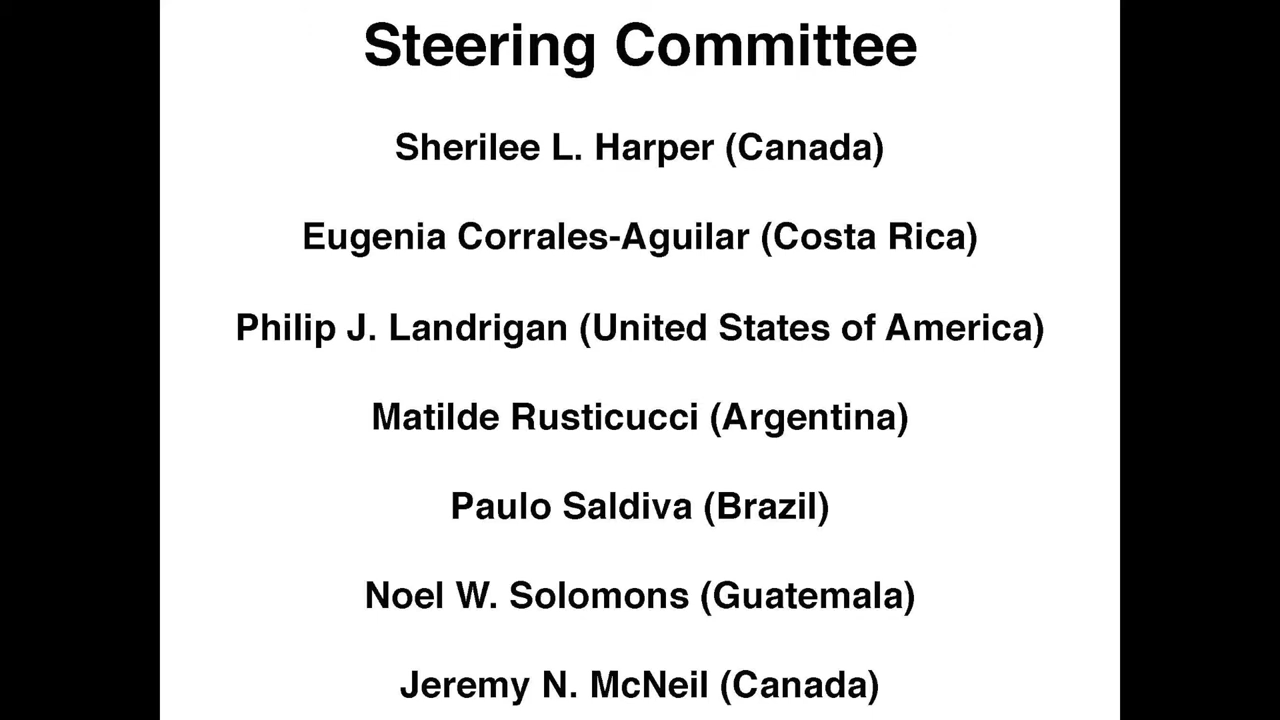 Steering Committee
Sherilee L. Harper (Canada)
Eugenia Corrales-Aguilar (Costa Rica)
Philip J. Landrigan (United States of America)
Matilde Rusticucci (Argentina)
Paulo Saldiva (Brazil)
Noel W. Solomons (Guatemala)
Jeremy N. McNeil (Canada)